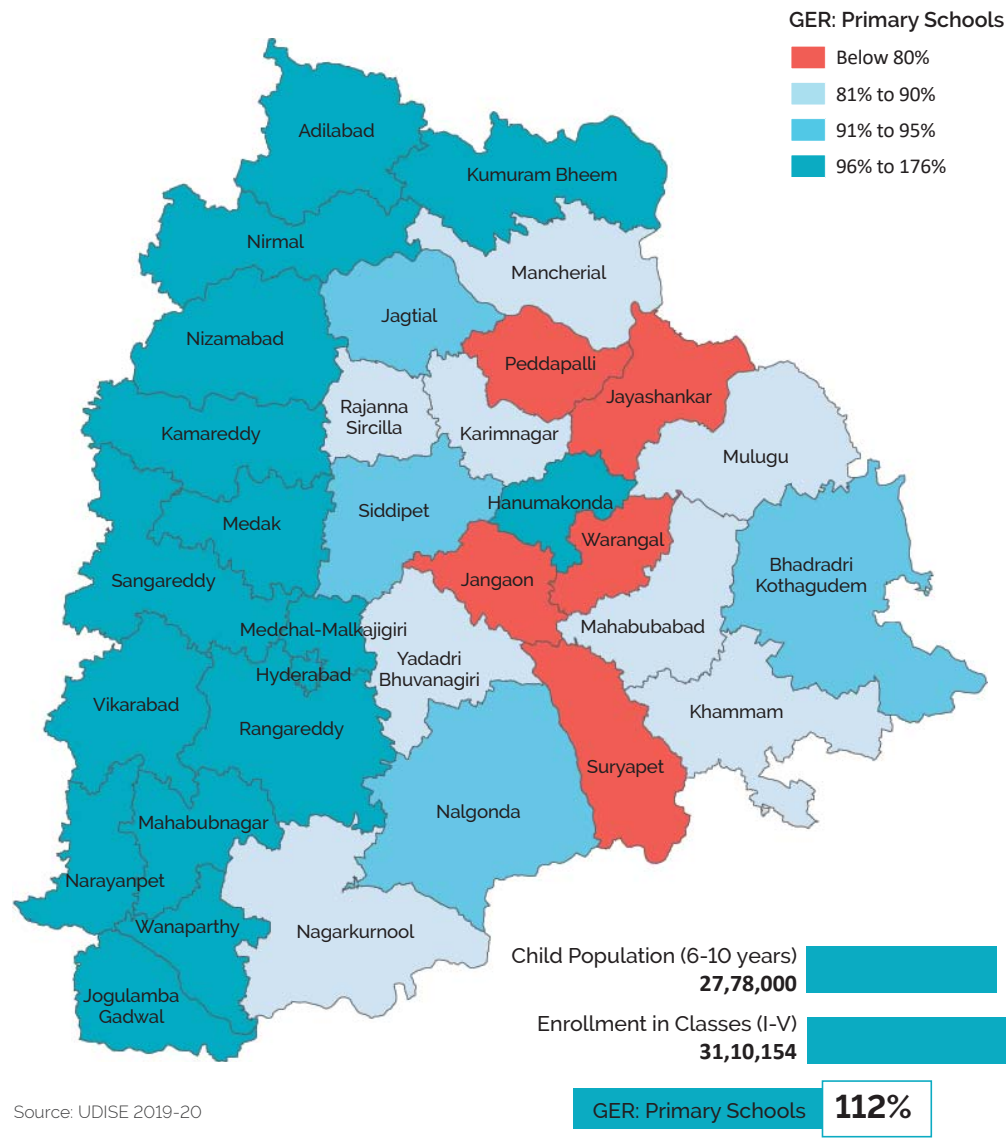 GER: Primary Schools
Below 80%
81% to 90%
91% to 95%
96% to 176%
Adilabad
Kumuram Bheem
Nirmal
Mancherial
Jagtial
Nizamabad
Peddapalli
Jayashankar
Rajanna
Sircilla
Kamareddy
Karimnagar
Mulugu
Hanumakonda
Siddipet
Medak
Warangal
Bhadradri
Kothagudem
Sangareddy
Jangaon
Medchal-Malkajigiri
Mahabubabad
Yadadri
Bhuvanagiri
Hyderabad
Vikarabad
Rangareddy
Khammam
Suryapet
Nalgonda
Mahabubnagar
Narayanpet
Wanaparthy
Nagarkurnool
Jogulamba
Gadwal
Child Population (6-10 years)
27,78,000
Enrollment in Classes (I-V)
31,10,154
GER: Primary Schools 112%
Source: UDISE 2019-20